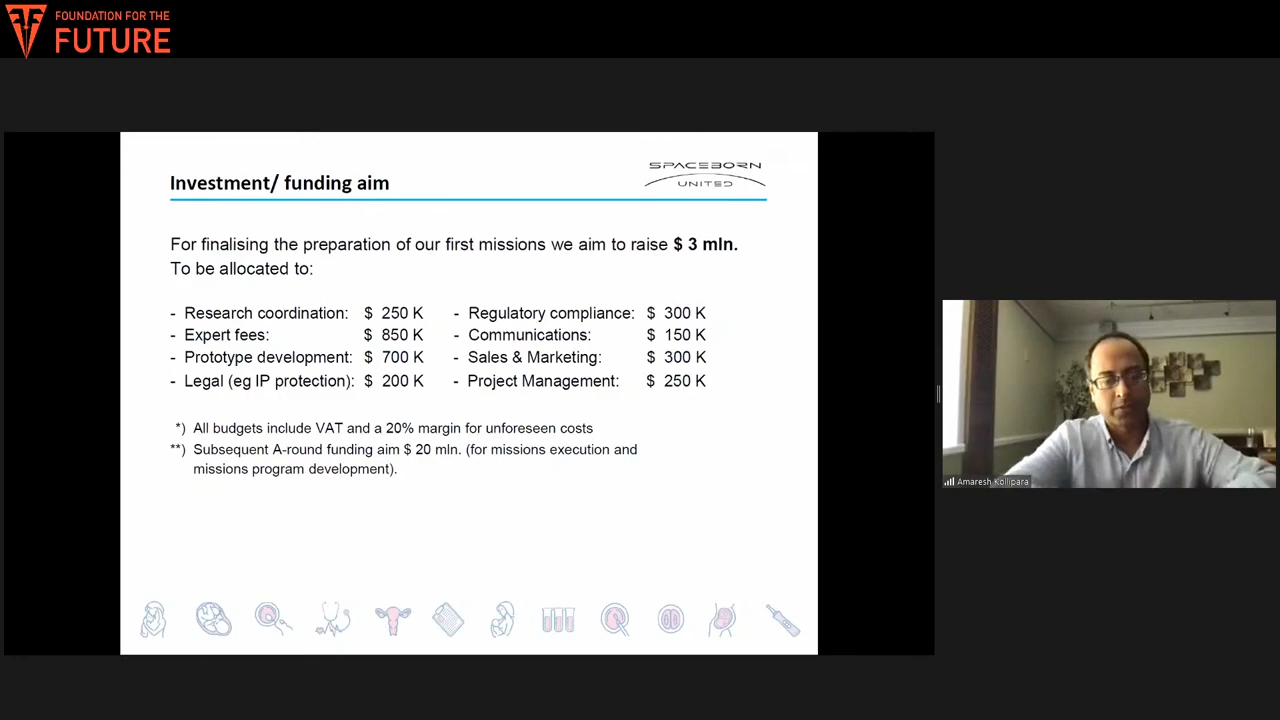 FOUNDATION FOR THE
FUTURE
Investment/ funding aim
SPACEBORN
UNITED
For finalising the preparation of our first missions we aim to raise $ 3 mln.
To be allocated to:
- Research coordination: $ 250 K - Regulatory compliance: $ 300 K
- Expert fees: $ 850 K - Communications: $ 150 K
- Prototype development: $ 700 K - Sales & Marketing: $ 300 K
- Legal (eg IP protection): $ 200 K - Project Management: $ 250 K
*) All budgets include VAT and a 20% margin for unforeseen costs
**) Subsequent A-round funding aim $ 20 mln. (for missions execution and
missions program development).
Amaresh Kollipara